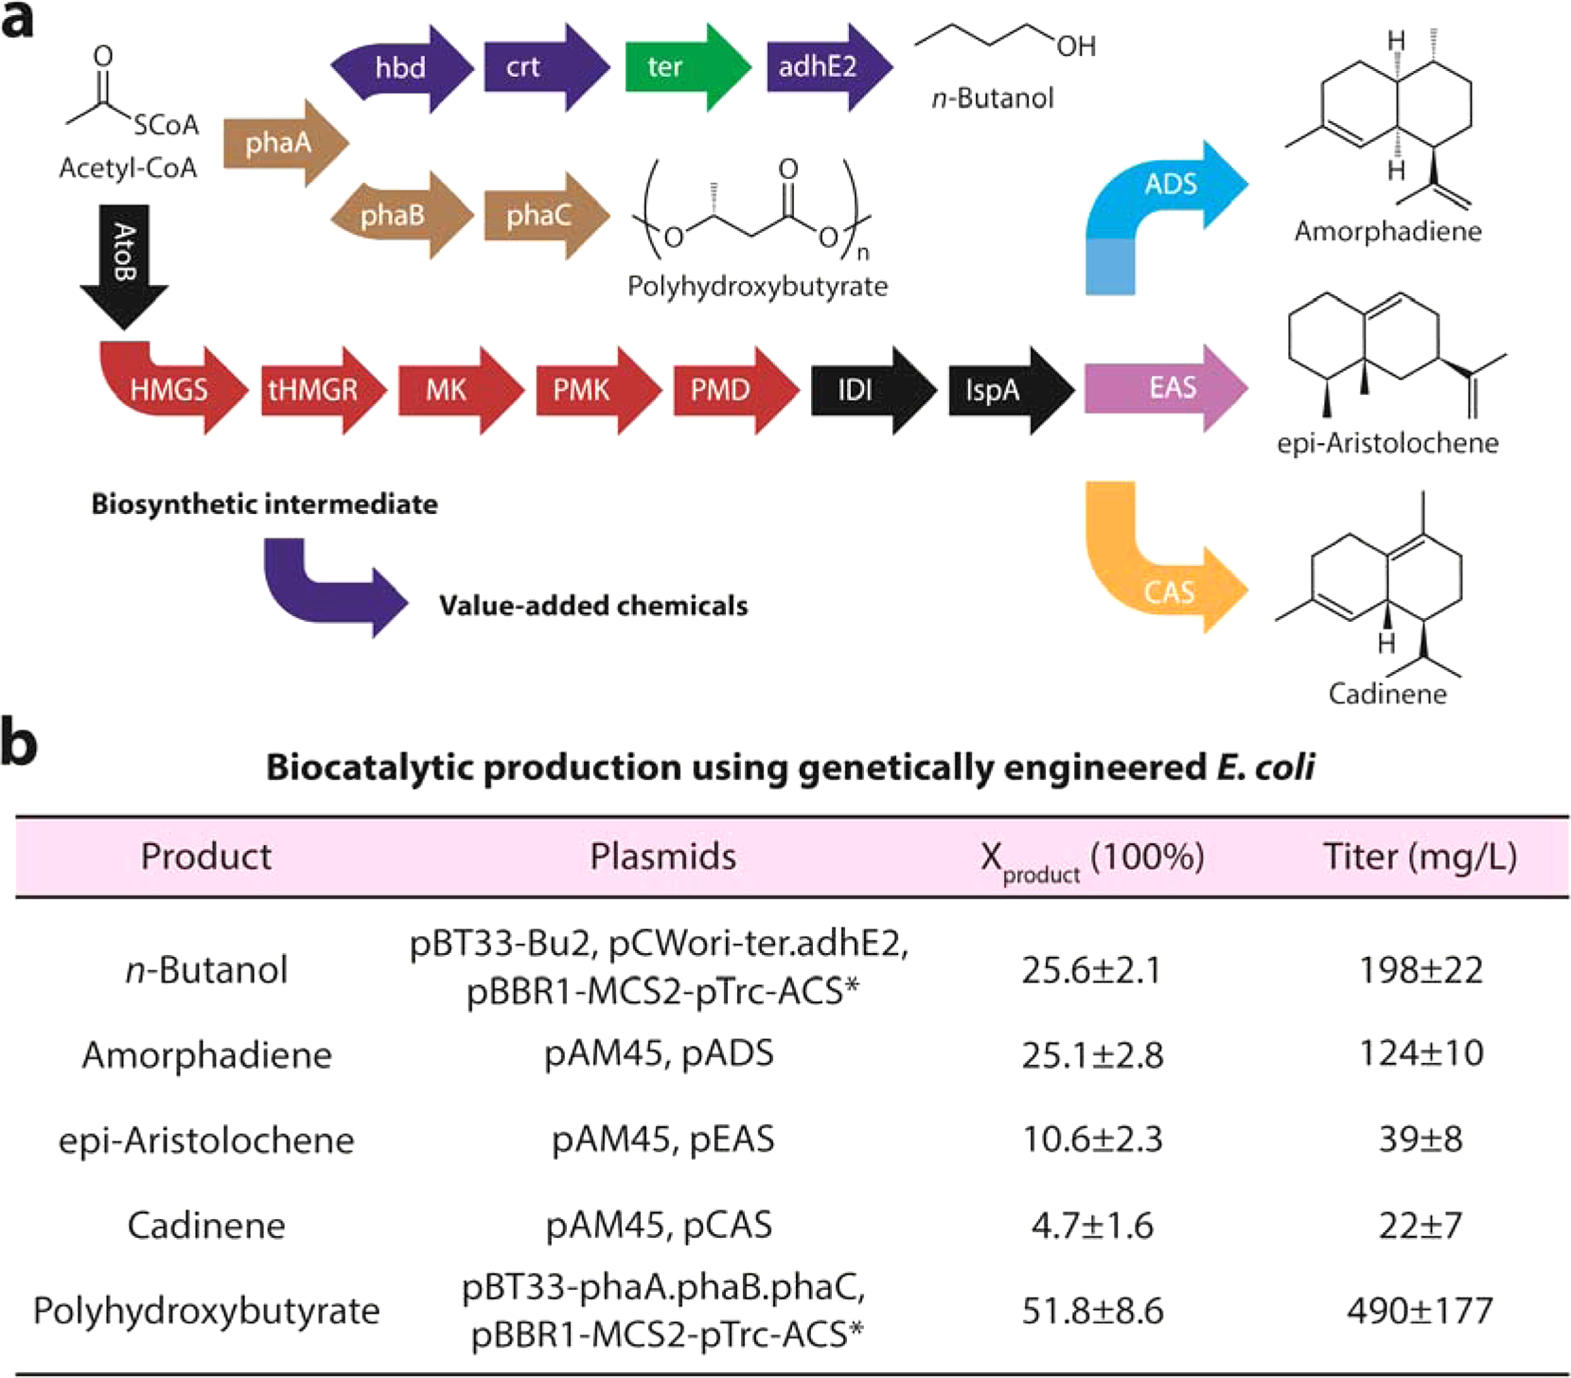 a
O
SCoA
Acetyl-CoA
phaA
hbd
crt
ter
adhE2
OH
n-Butanol
phaB
phaC
O
O
O
n
Polyhydroxybutyrate
AtoB
HMGS
tHMGR
MK
PMK
PMD
IDI
IspA
ADS
H
H
Amorphadiene
EAS
epi-Aristolochene
CAS
H
Cadinene
Biosynthetic intermediate
Value-added chemicals
b
Biocatalytic production using genetically engineered E. coli
Product Plasmids Xproduct (100%) Titer (mg/L)
n-Butanol pBT33-Bu2, pCWori-ter.adhE2, 25.6±2.1 198±22
pBBR1-MCS2-pTrc-ACS*
Amorphadiene pAM45, pADS 25.1±2.8 124±10
epi-Aristolochene pAM45, pEAS 10.6±2.3 39±8
Cadinene pAM45, pCAS 4.7±1.6 22±7
Polyhydroxybutyrate pBT33-phaA.phaB.phaC, 51.8±8.6 490±177
pBBR1-MCS2-pTrc-ACS*